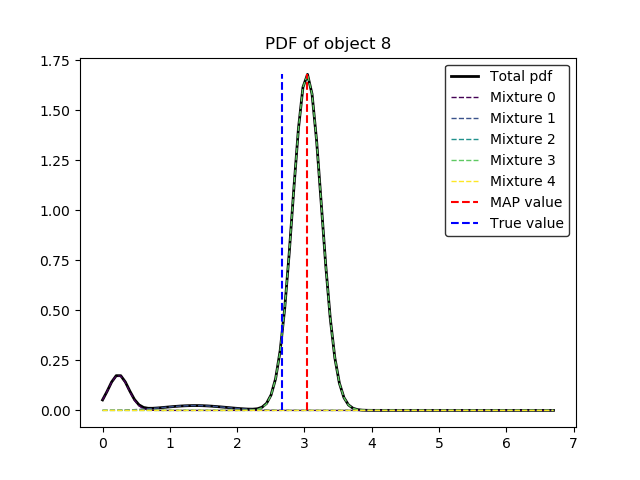 PDF of object 8
1.75
1.50
1.25
1.00
0.75
0.50
0.25
0.00
0 1 2 3 4 5 6 7
Total pdf
Mixture 0
Mixture 1
Mixture 2
Mixture 3
Mixture 4
MAP value
True value